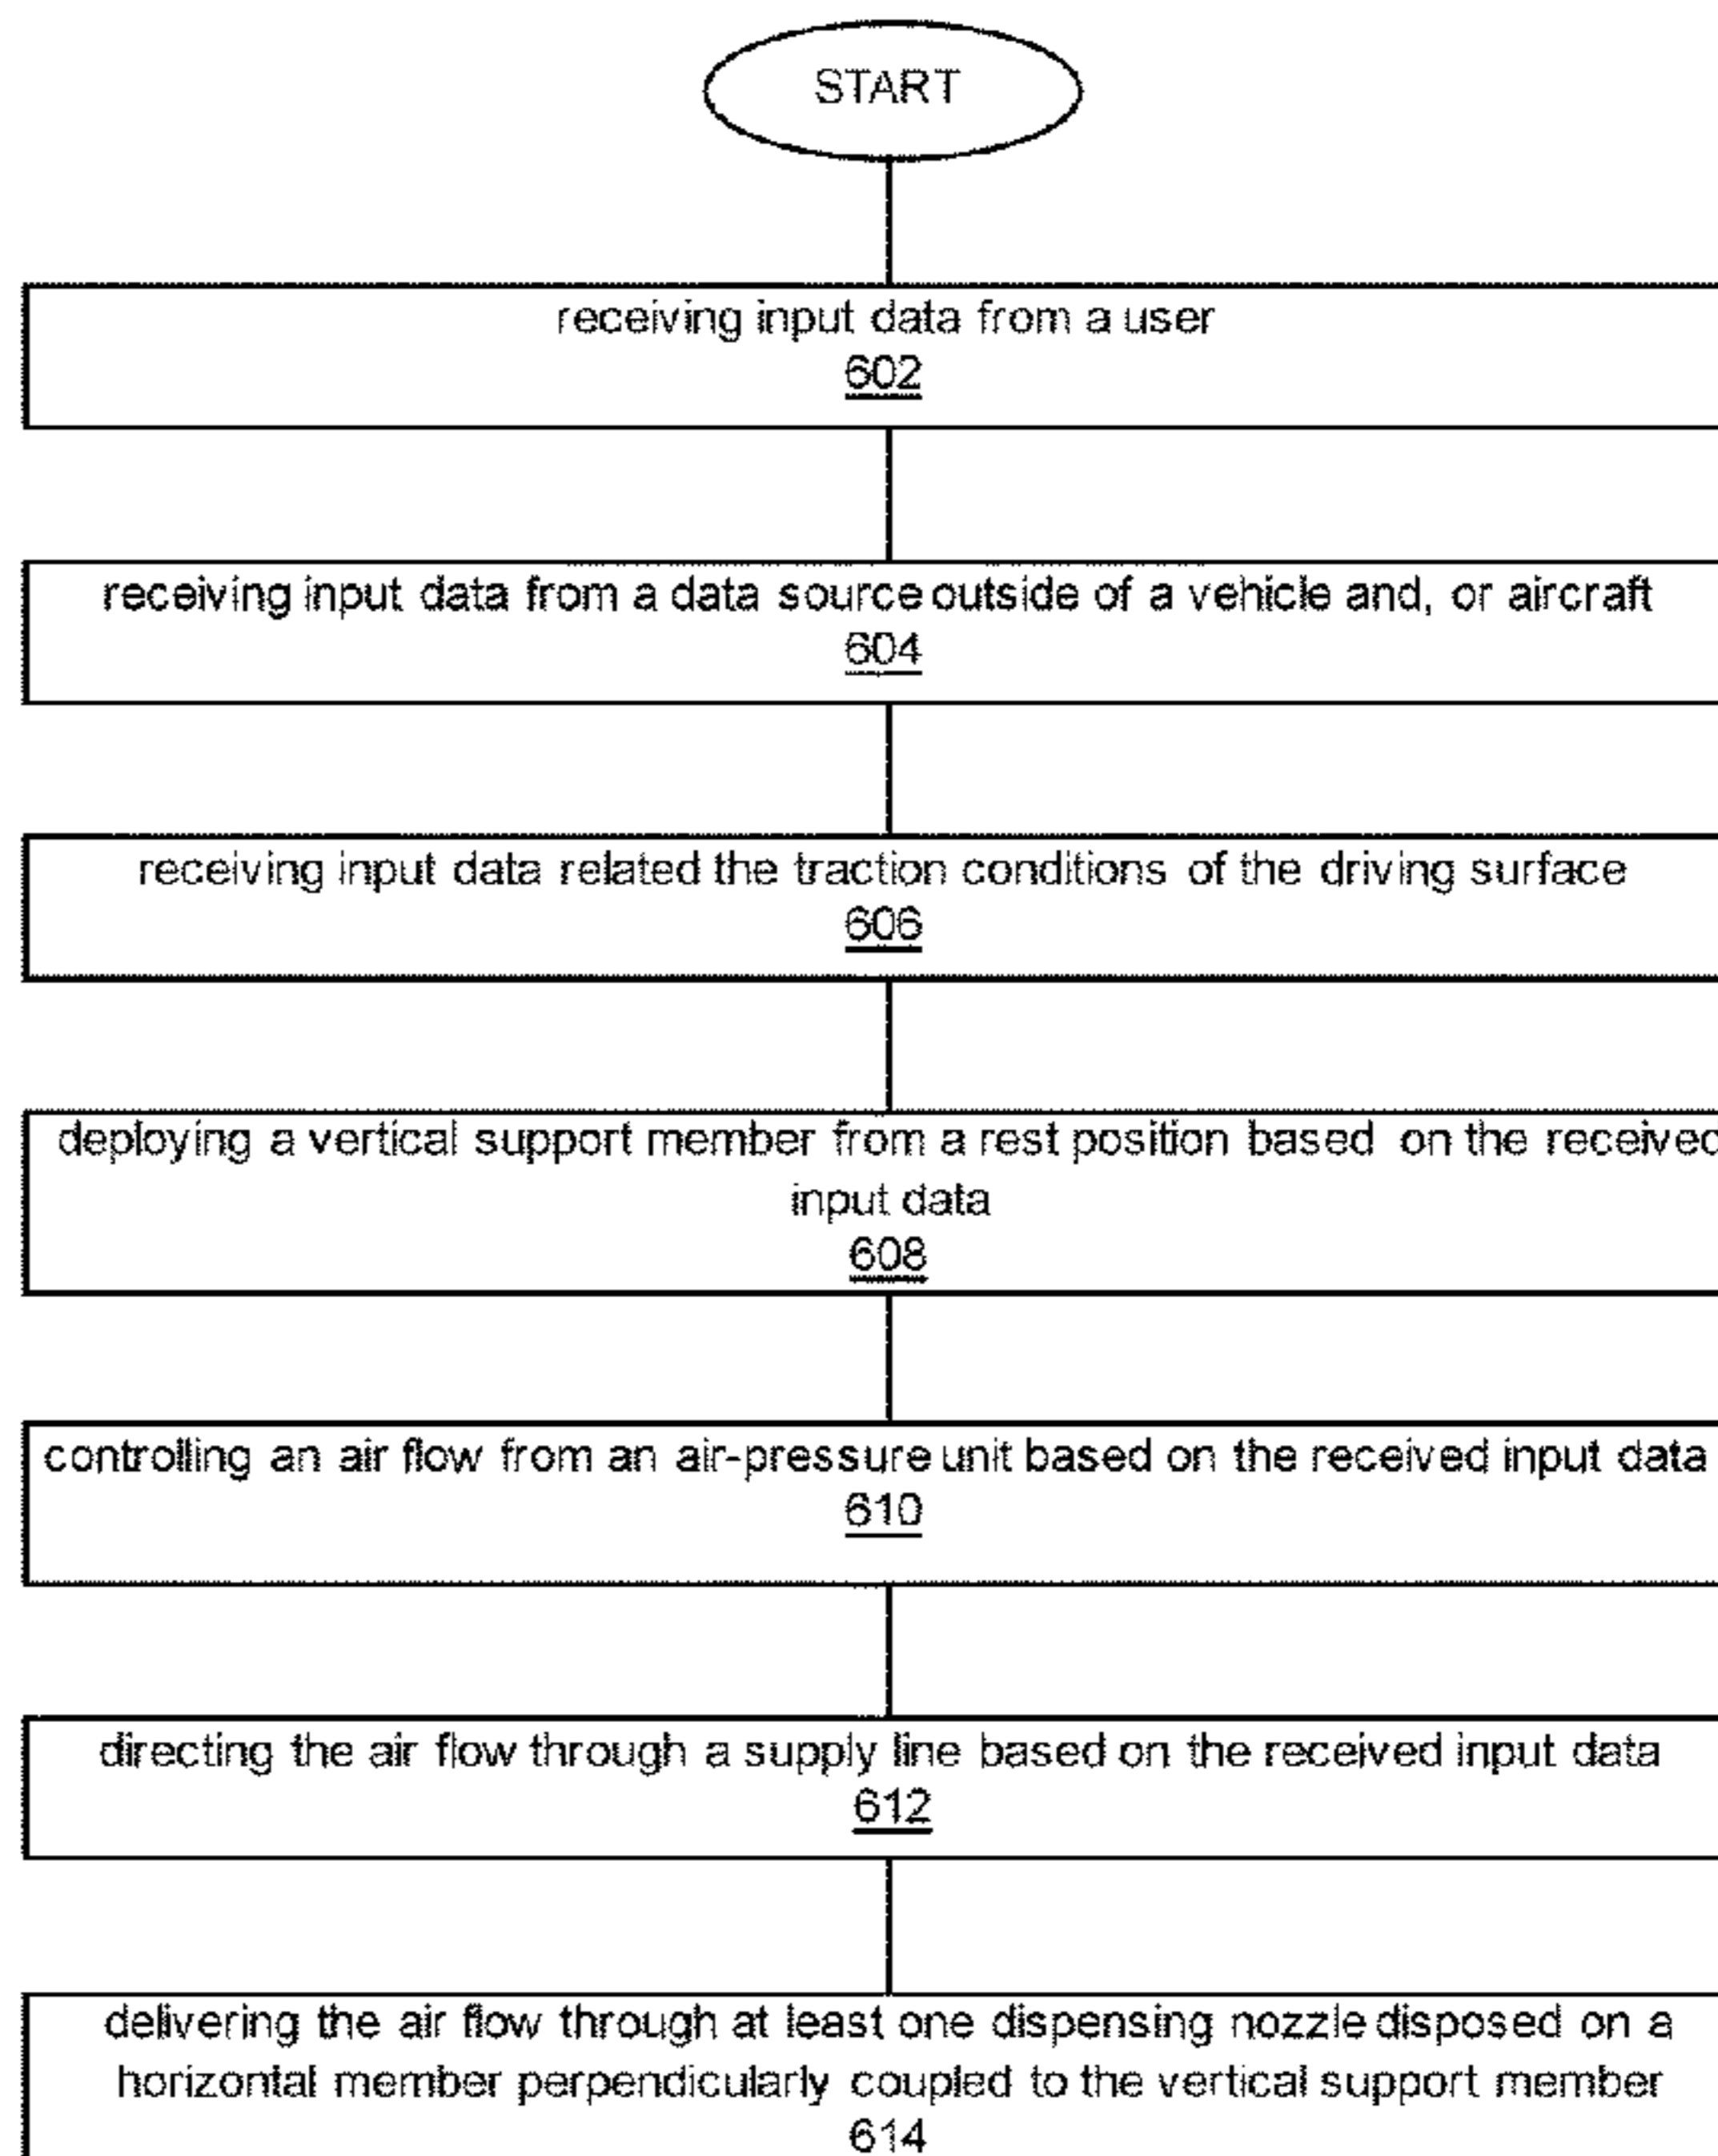 START
receiving input data from a user
602
receiving input data from a data source outside of a vehicle and, or aircraft
604
receiving input data related the traction conditions of the driving surface
606
deploying a vertical support member from a rest position based on the received
input data
608
controlling an air flow from an air-pressure unit based on the received input data
610
directing the air flow through a supply line based on the received input data
612
delivering the air flow through at least one dispensing nozzle disposed on a
horizontal member perpendicularly coupled to the vertical support member
614